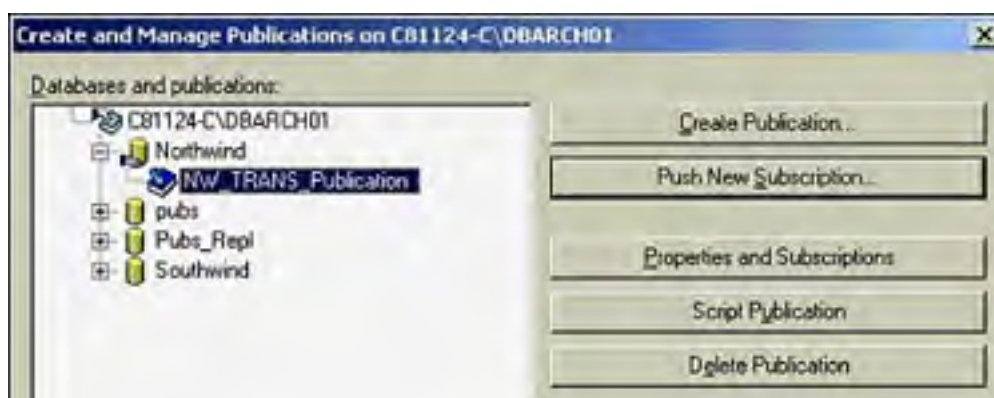 Create and Manage Publications on C81124-C\DBARCH01
Databases and publications:
C81124-C\DBARCH01
Northwind
NW_TRANS_Publication
pubs
Pubs_Repl
Southwind
Create Publication...
Push New Subscription...
Properties and Subscriptions
Script Publication
Delete Publication